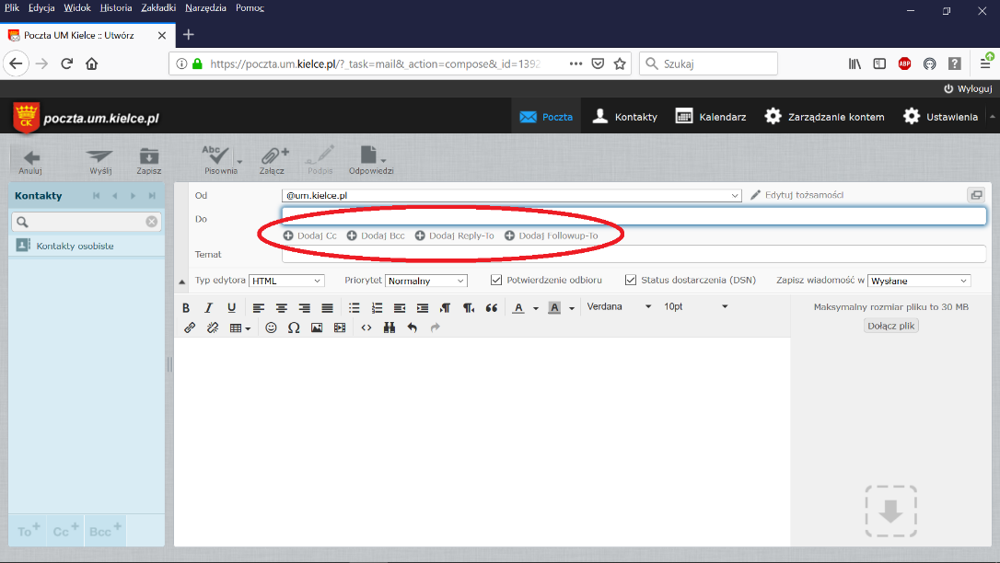 Plik Edycja Widok Historia Zakładki Narzędzia Pomoc
Poczta UM Kielce :: Utwórz
https://poczta.um.kielce.pl/?_task=mail&_action=compose&_id=1392
Szukaj
ABP
Wyloguj
CK poczta.um.kielce.pl
Poczta Kontakty Kalendarz Zarządzanie kontem Ustawienia
Abc
Anuluj Wyślij Zapisz Pisownia Załącz Podpis Odpowiedzi
Kontakty
Kontakty osobiste
Od @um.kielce.pl Edytuj tożsamości
Do
Dodaj Cc Dodaj Bcc Dodaj Reply-To Dodaj Followup-To
Temat
Typ edytora HTML Priorytet Normalny Potwierdzenie odbioru Status dostarczenia (DSN) Zapisz wiadomość w Wysłane
B I U A A Verdana 10pt
Maksymalny rozmiar pliku to 30 MB
Dołącz plik
To+ Cc+ Bcc+